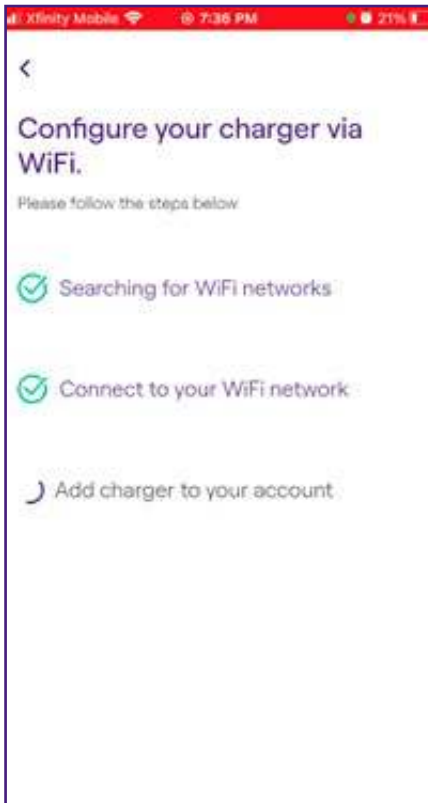 Xfinity Mobile 7:36 PM 21%
Configure your charger via
WiFi.
Please follow the steps below
Searching for WiFi networks
Connect to your WiFi network
Add charger to your account